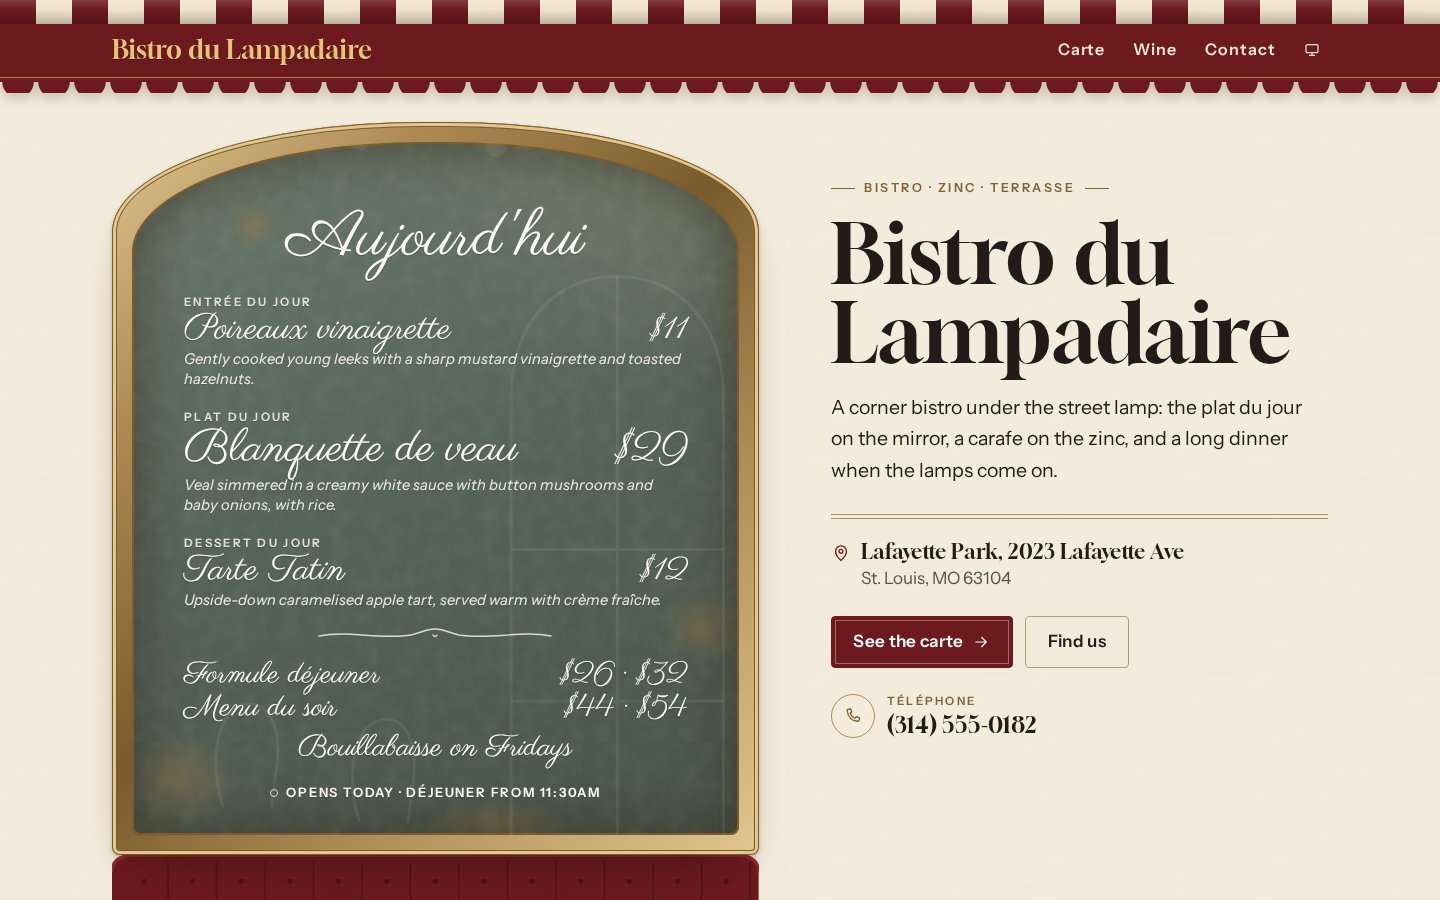 Bistro du Lampadaire
Carte Wine Contact
Aujourd'hui
ENTRÉE DU JOUR
Poireaux vinaigrette $11
Gently cooked young leeks with a sharp mustard vinaigrette and toasted
hazelnuts.
PLAT DU JOUR
Blanquette de veau $29
Veal simmered in a creamy white sauce with button mushrooms and
baby onions, with rice.
DESSERT DU JOUR
Tarte Tatin $12
Upside-down caramelised apple tart, served warm with crème fraîche.
Formule déjeuner $26 · $32
Menu du soir $44 · $54
Bouillabaisse on Fridays
OPENS TODAY · DÉJEUNER FROM 11:30AM
BISTRO · ZINC · TERRASSE
Bistro du
Lampadaire
A corner bistro under the street lamp: the plat du jour
on the mirror, a carafe on the zinc, and a long dinner
when the lamps come on.
Lafayette Park, 2023 Lafayette Ave
St. Louis, MO 63104
See the carte →
Find us
TÉLÉPHONE
(314) 555-0182